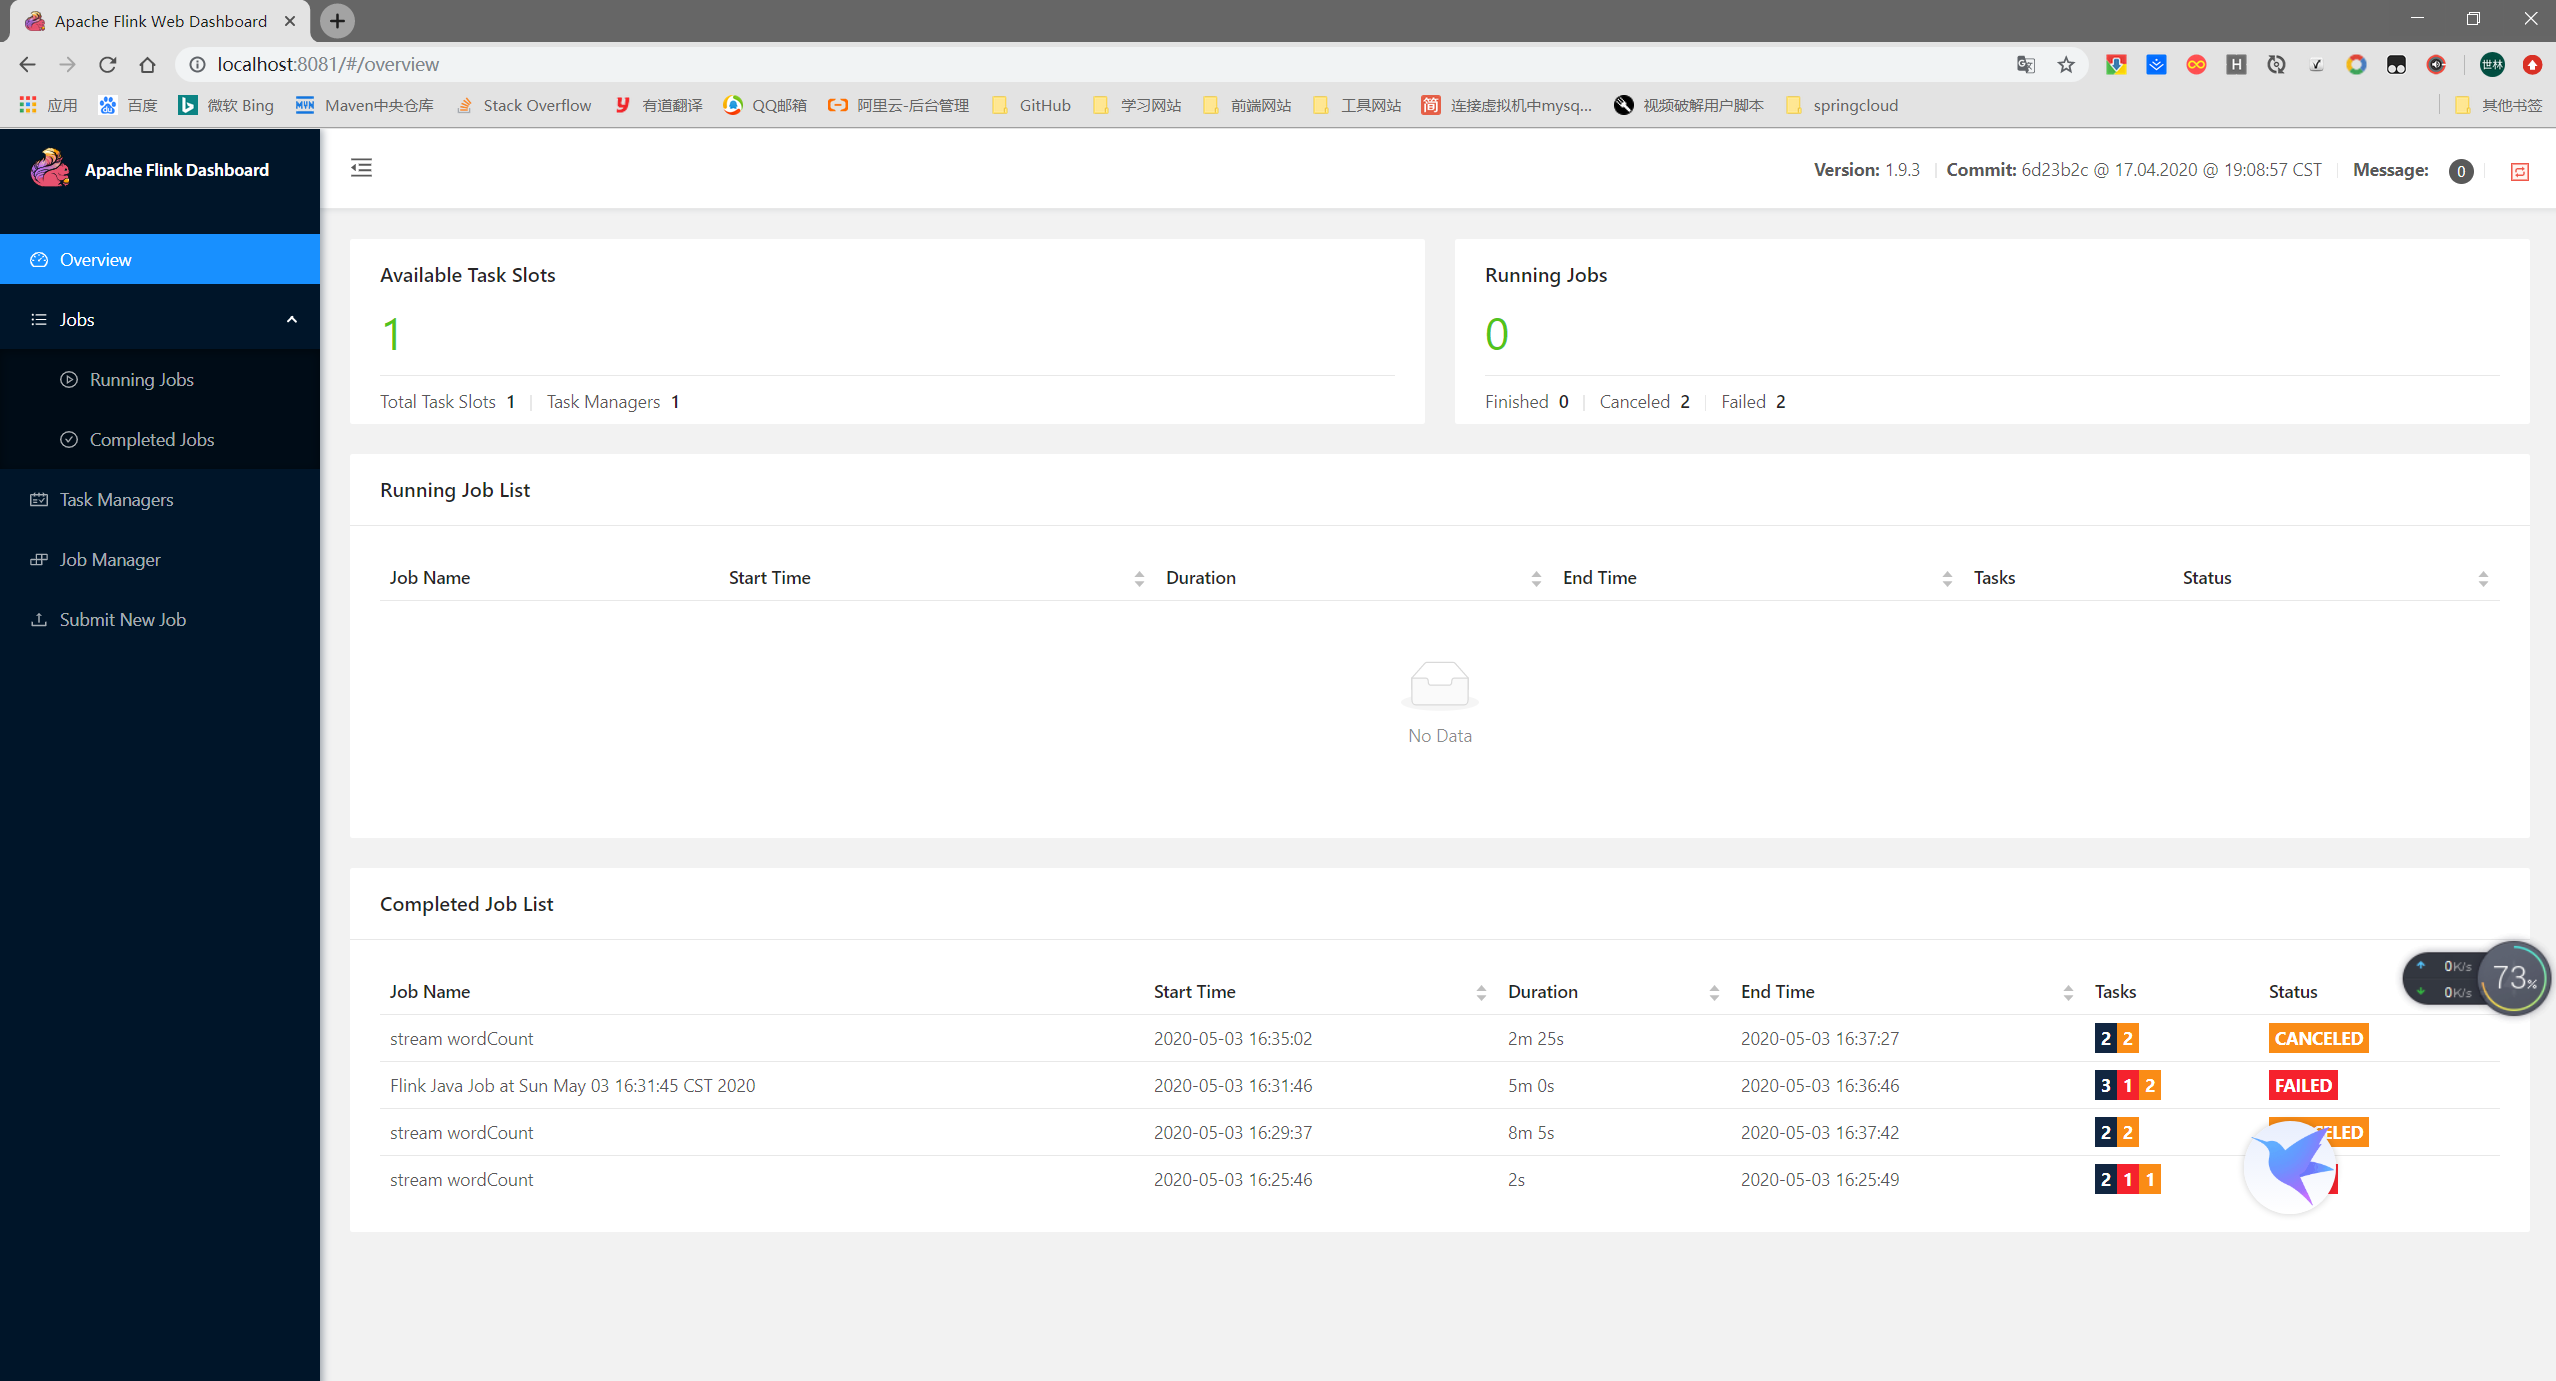 Apache Flink Web Dashboard
localhost:8081/#/overview
应用 百度 微软 Bing Maven中央仓库 Stack Overflow 有道翻译 QQ邮箱 阿里云-后台管理 GitHub 学习网站 前端网站 工具网站 连接虚拟机中mysq... 视频破解用户脚本 springcloud 其他书签
Apache Flink Dashboard
Version: 1.9.3 Commit: 6d23b2c @ 17.04.2020 @ 19:08:57 CST Message: 0
Overview
Jobs
Running Jobs
Completed Jobs
Task Managers
Job Manager
Submit New Job
Available Task Slots
1
Total Task Slots 1 Task Managers 1
Running Jobs
0
Finished 0 Canceled 2 Failed 2
Running Job List
Job Name Start Time Duration End Time Tasks Status
No Data
Completed Job List
Job Name Start Time Duration End Time Tasks Status
stream wordCount 2020-05-03 16:35:02 2m 25s 2020-05-03 16:37:27 2 2 CANCELED
Flink Java Job at Sun May 03 16:31:45 CST 2020 2020-05-03 16:31:46 5m 0s 2020-05-03 16:36:46 3 1 2 FAILED
stream wordCount 2020-05-03 16:29:37 8m 5s 2020-05-03 16:37:42 2 2
stream wordCount 2020-05-03 16:25:46 2s 2020-05-03 16:25:49 2 1 1
0K/s
0K/s
73%
世林